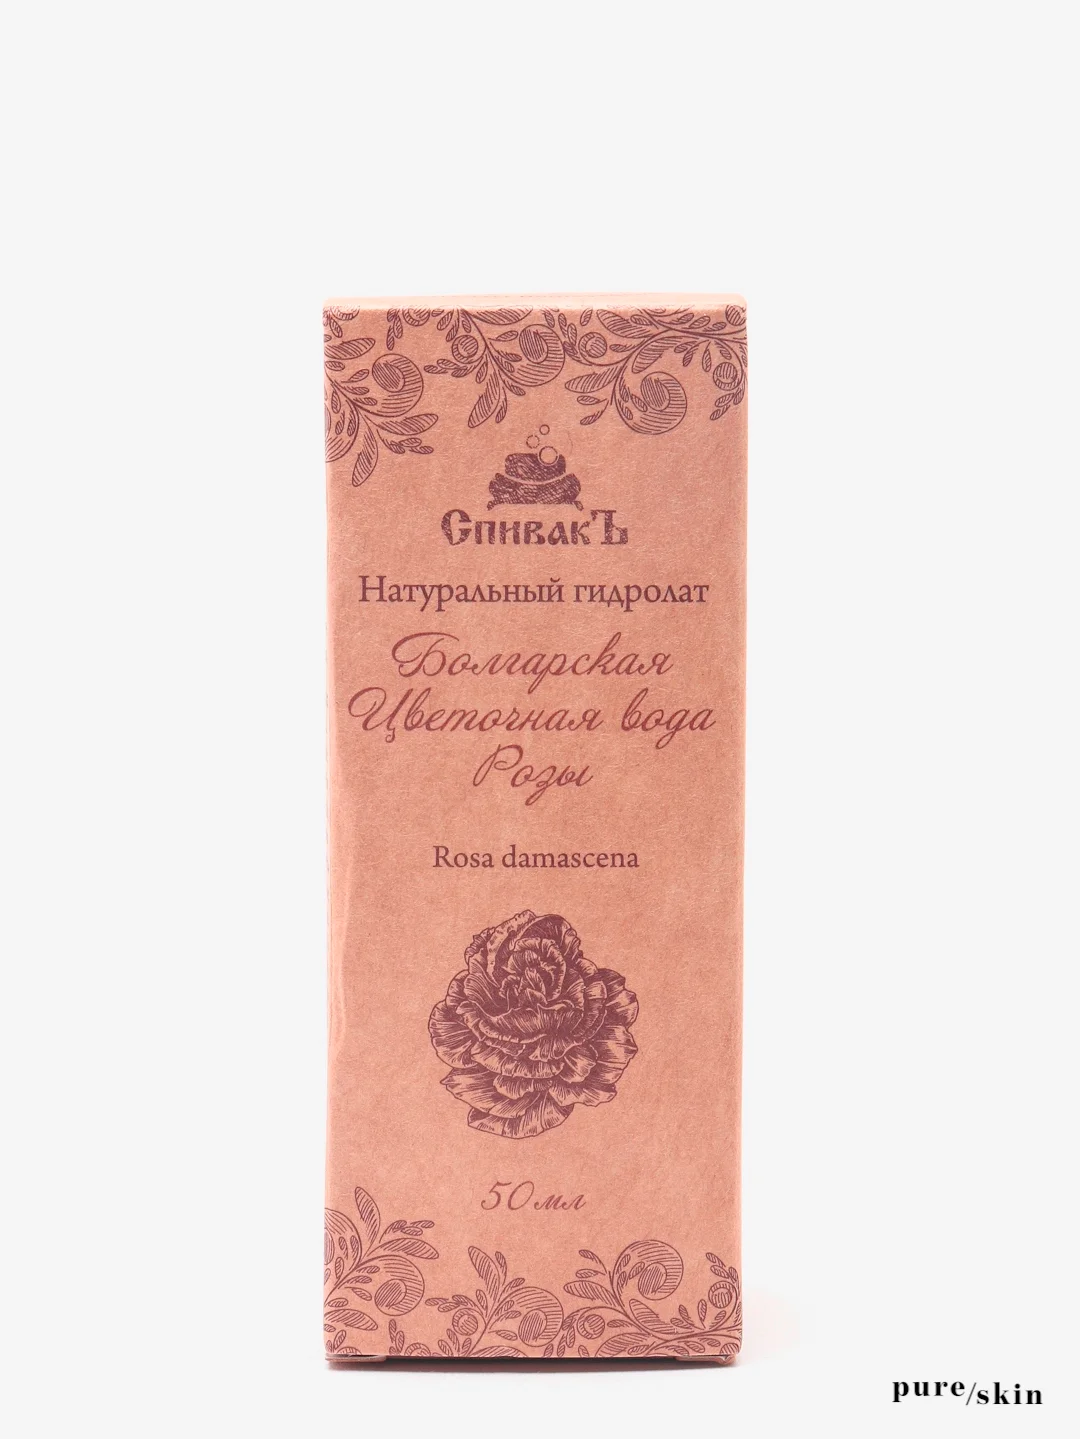 СпивакЪ
Натуральный гидролат
Болгарская
Цветочная вода
Розы
Rosa damascena
50 мл
pure/skin